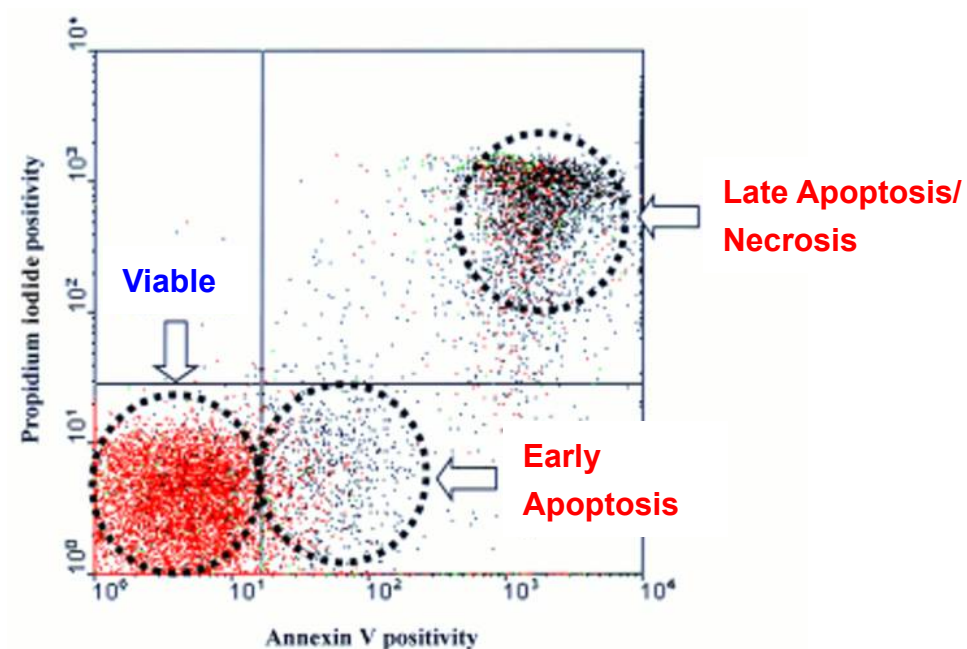 10⁴
Propidium iodide positivity
10³
Late Apoptosis/
Necrosis
Viable
10²
10¹
Early
Apoptosis
10⁰
10⁰ 10¹ 10² 10³ 10⁴
Annexin V positivity